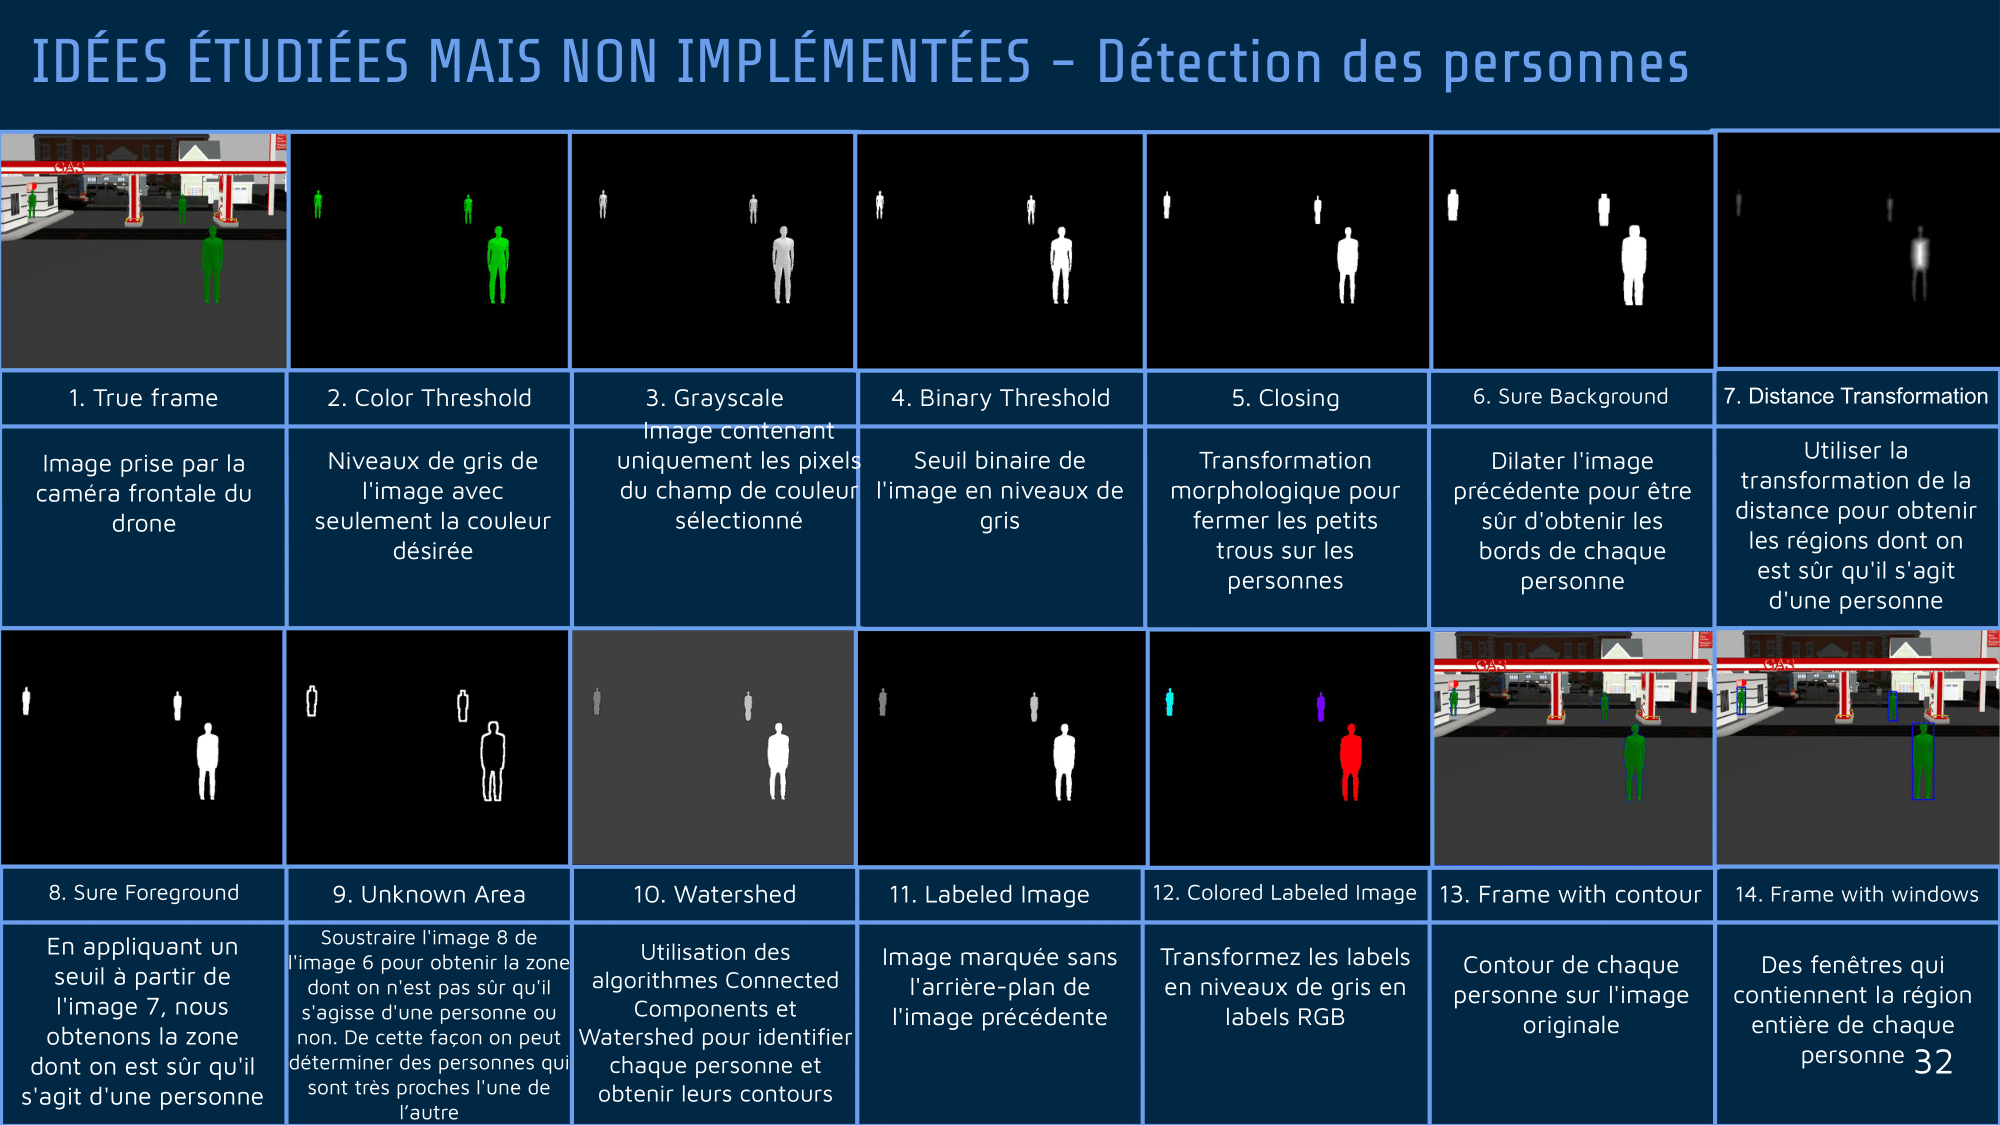 IDÉES ÉTUDIÉES MAIS NON IMPLÉMENTÉES - Détection des personnes
GAS
1. True frame
2. Color Threshold
3. Grayscale
4. Binary Threshold
5. Closing
6. Sure Background
7. Distance Transformation
Image prise par la
caméra frontale du
drone
Niveaux de gris de
l'image avec
seulement la couleur
désirée
Image contenant
uniquement les pixels
du champ de couleur
sélectionné
Seuil binaire de
l'image en niveaux de
gris
Transformation
morphologique pour
fermer les petits
trous sur les
personnes
Dilater l'image
précédente pour être
sûr d'obtenir les
bords de chaque
personne
Utiliser la
transformation de la
distance pour obtenir
les régions dont on
est sûr qu'il s'agit
d'une personne
GAS
GAS
8. Sure Foreground
9. Unknown Area
10. Watershed
11. Labeled Image
12. Colored Labeled Image
13. Frame with contour
14. Frame with windows
En appliquant un
seuil à partir de
l'image 7, nous
obtenons la zone
dont on est sûr qu'il
s'agit d'une personne
Soustraire l'image 8 de
l'image 6 pour obtenir la zone
dont on n'est pas sûr qu'il
s'agisse d'une personne ou
non. De cette façon on peut
déterminer des personnes qui
sont très proches l'une de
l’autre
Utilisation des
algorithmes Connected
Components et
Watershed pour identifier
chaque personne et
obtenir leurs contours
Image marquée sans
l'arrière-plan de
l'image précédente
Transformez les labels
en niveaux de gris en
labels RGB
Contour de chaque
personne sur l'image
originale
Des fenêtres qui
contiennent la région
entière de chaque
personne
32